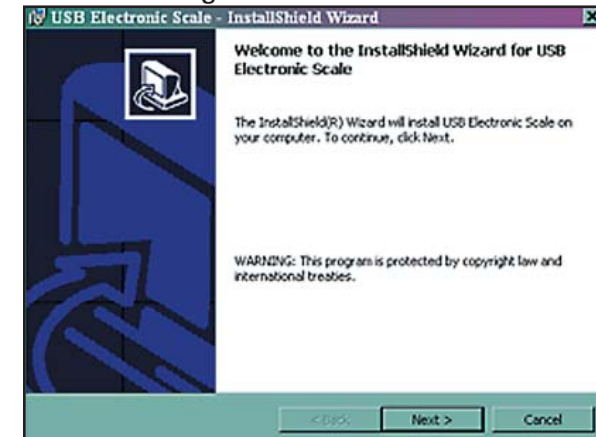 USB Electronic Scale - InstallShield Wizard
Welcome to the InstallShield Wizard for USB
Electronic Scale
The InstallShield(R) Wizard will install USB Electronic Scale on
your computer. To continue, click Next.
WARNING: This program is protected by copyright law and
international treaties.
< Back
Next >
Cancel